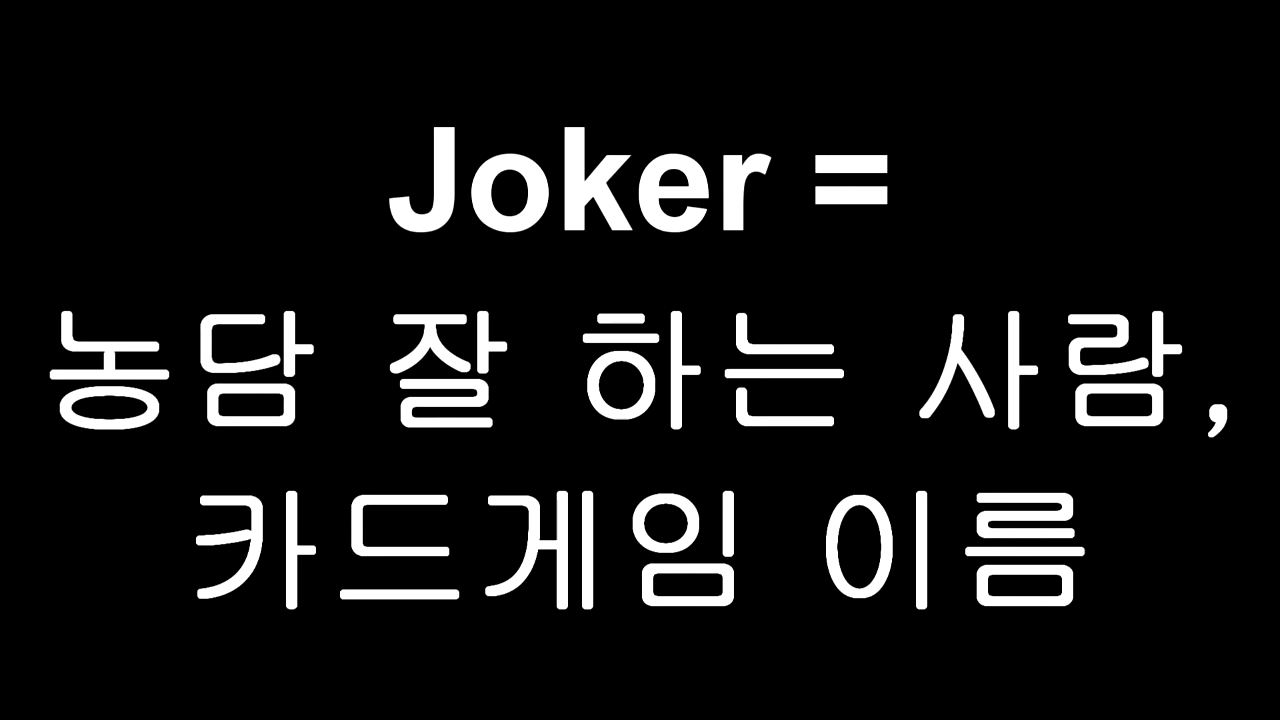 Joker =
농담 잘 하는 사람,
카드게임 이름